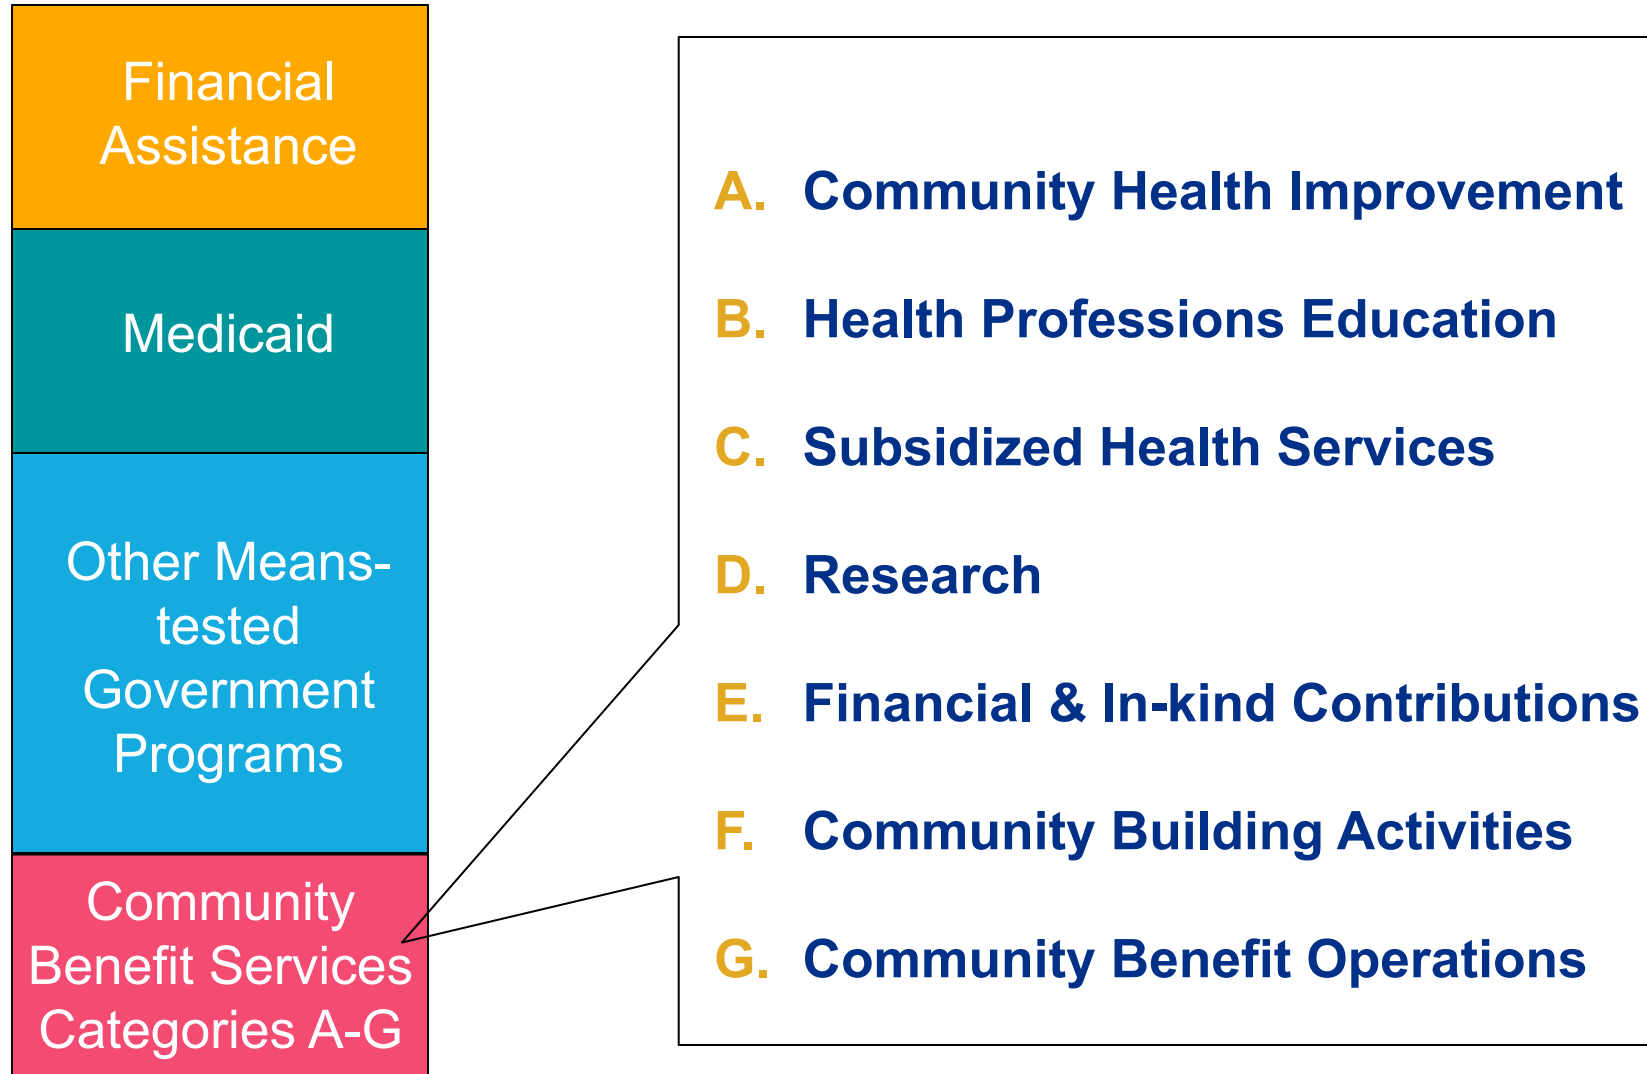 Financial
Assistance
Medicaid
Other Means-
tested
Government
Programs
Community
Benefit Services
Categories A-G
A. Community Health Improvement
B. Health Professions Education
C. Subsidized Health Services
D. Research
E. Financial & In-kind Contributions
F. Community Building Activities
G. Community Benefit Operations